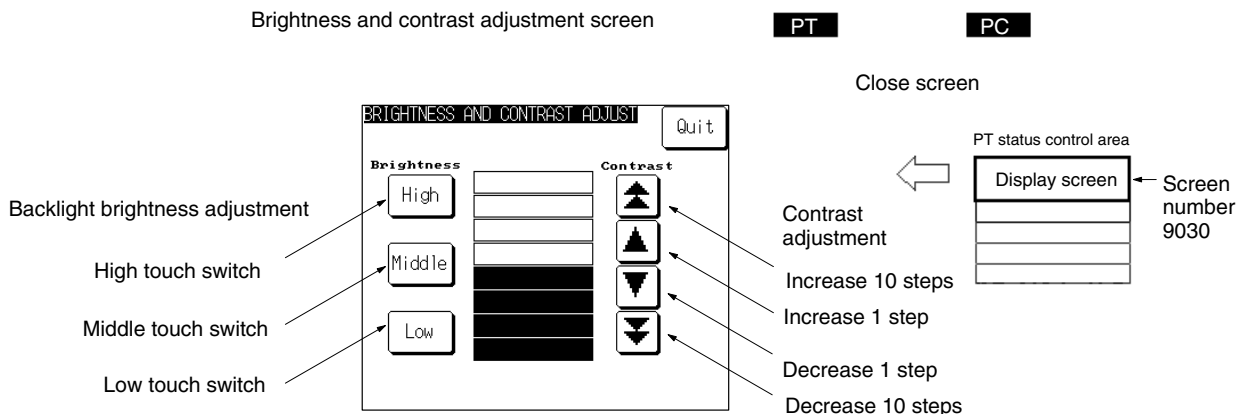 Brightness and contrast adjustment screen
PT
PC
Close screen
BRIGHTNESS AND CONTRAST ADJUST
Quit
Brightness
Contrast
High
Middle
Low
Backlight brightness adjustment
High touch switch
Middle touch switch
Low touch switch
Contrast
adjustment
Increase 10 steps
Increase 1 step
Decrease 1 step
Decrease 10 steps
PT status control area
Display screen
Screen
number
9030